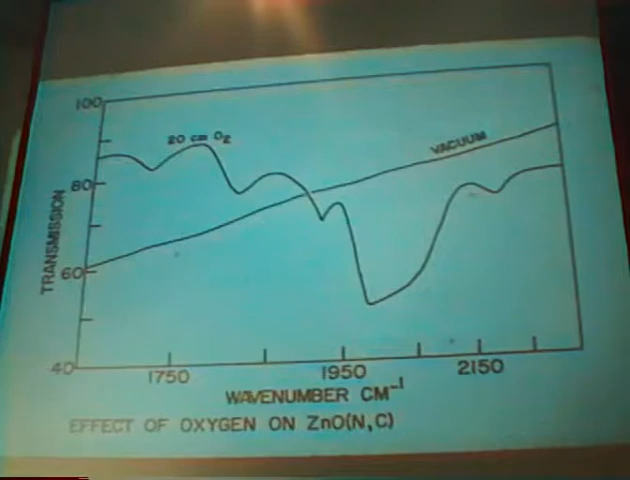 100
20 cm O2
VACUUM
80
TRANSMISSION
60
40
1750
1950
2150
WAVENUMBER CM-1
EFFECT OF OXYGEN ON ZnO(N,C)